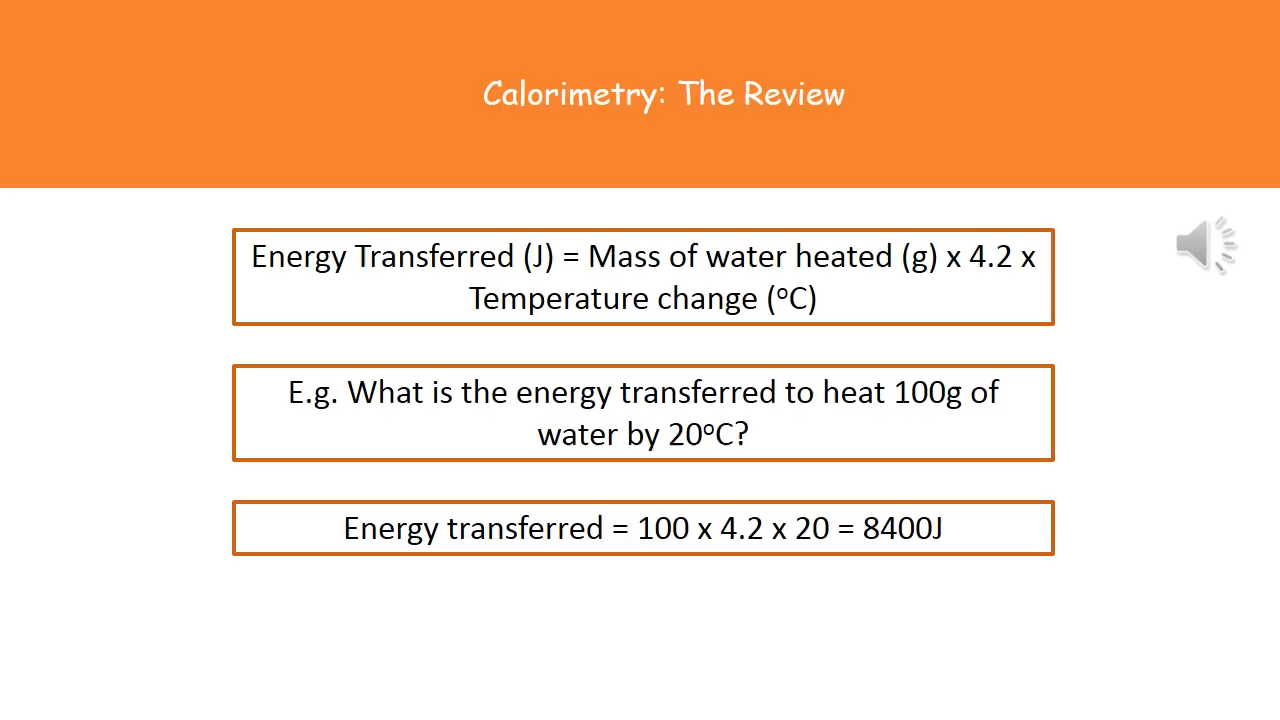 Calorimetry: The Review
Energy Transferred (J) = Mass of water heated (g) x 4.2 x
Temperature change (°C)
E.g. What is the energy transferred to heat 100g of
water by 20°C?
Energy transferred = 100 x 4.2 x 20 = 8400J